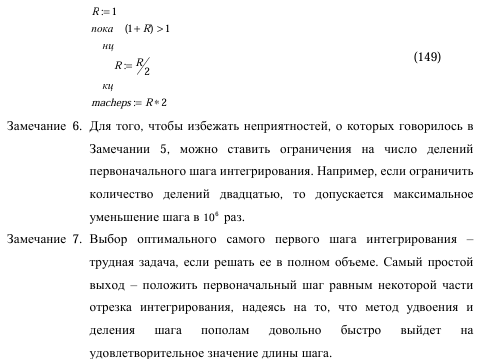 R:=1
пока (1+R)>1
нц
R:=R/2
(149)
кц
macheps:=R*2
Замечание 6. Для того, чтобы избежать неприятностей, о которых говорилось в
Замечании 5, можно ставить ограничения на число делений
первоначального шага интегрирования. Например, если ограничить
количество делений двадцатью, то допускается максимальное
уменьшение шага в 10⁶ раз.
Замечание 7. Выбор оптимального самого первого шага интегрирования –
трудная задача, если решать ее в полном объеме. Самый простой
выход – положить первоначальный шаг равным некоторой части
отрезка интегрирования, надеясь на то, что метод удвоения и
деления шага пополам довольно быстро выйдет на
удовлетворительное значение длины шага.